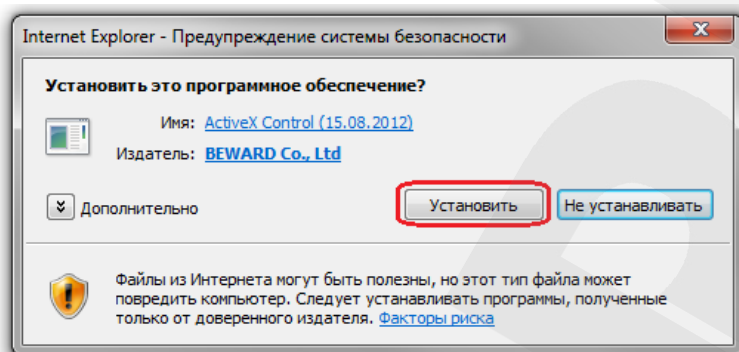 Internet Explorer - Предупреждение системы безопасности
Установить это программное обеспечение?
Имя: ActiveX Control (15.08.2012)
Издатель: BEWARD Co., Ltd
Дополнительно
Установить
Не устанавливать
Файлы из Интернета могут быть полезны, но этот тип файла может
повредить компьютер. Следует устанавливать программы, полученные
только от доверенного издателя. Факторы риска